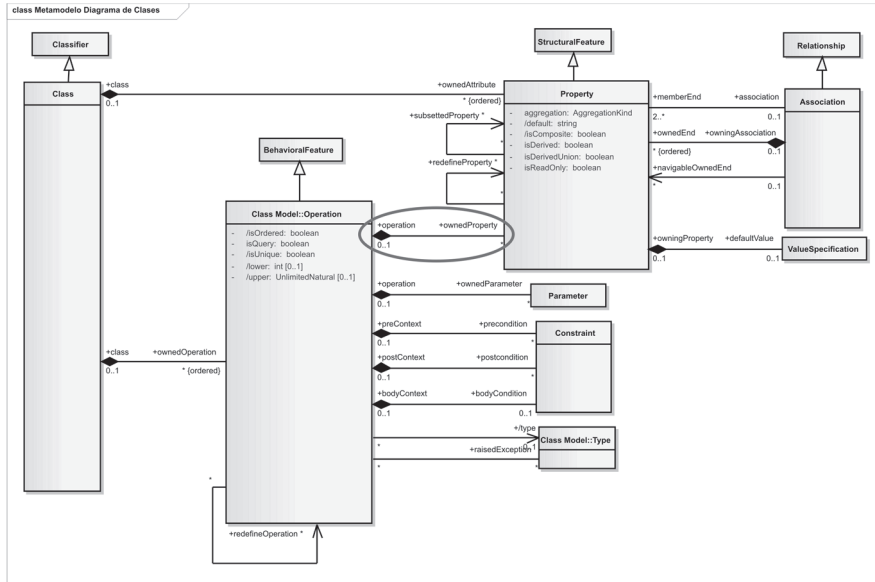 class Metamodelo Diagrama de Clases
Classifier
StructuralFeature
Relationship
Class
+class
0..1
+ownedAttribute
* {ordered}
Property
- aggregation: AggregationKind
- /default: string
- /isComposite: boolean
- isDerived: boolean
- isDerivedUnion: boolean
- isReadOnly: boolean
+subsettedProperty *
*
+redefineProperty *
*
+memberEnd
2..*
+association
0..1
+ownedEnd
* {ordered}
+owningAssociation
0..1
+navigableOwnedEnd
*
0..1
Association
BehavioralFeature
Class Model::Operation
- /isOrdered: boolean
- isQuery: boolean
- /isUnique: boolean
- /lower: int [0..1]
- /upper: UnlimitedNatural [0..1]
+operation
0..1
+ownedProperty
*
+owningProperty
0..1
+defaultValue
0..1
ValueSpecification
+operation
0..1
+ownedParameter
*
Parameter
+preContext
0..1
+precondition
*
Constraint
+class
0..1
+ownedOperation
* {ordered}
+postContext
0..1
+postcondition
*
+bodyContext
0..1
+bodyCondition
0..1
+/type
*
0..1
Class Model::Type
+raisedException
*
*
*
+redefineOperation *